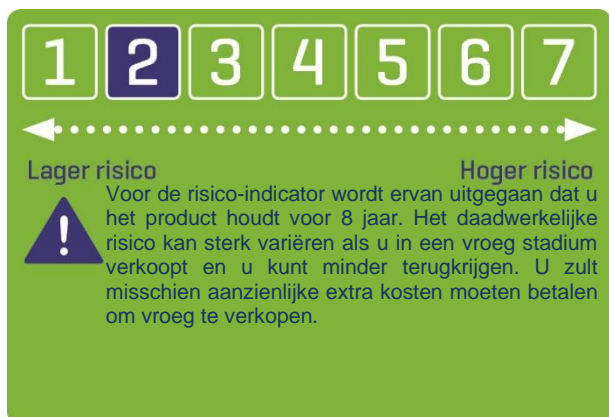 1 2 3 4 5 6 7
Lager risico Hoger risico
!
Voor de risico-indicator wordt ervan uitgegaan dat u
het product houdt voor 8 jaar. Het daadwerkelijke
risico kan sterk variëren als u in een vroeg stadium
verkoopt en u kunt minder terugkrijgen. U zult
misschien aanzienlijke extra kosten moeten betalen
om vroeg te verkopen.